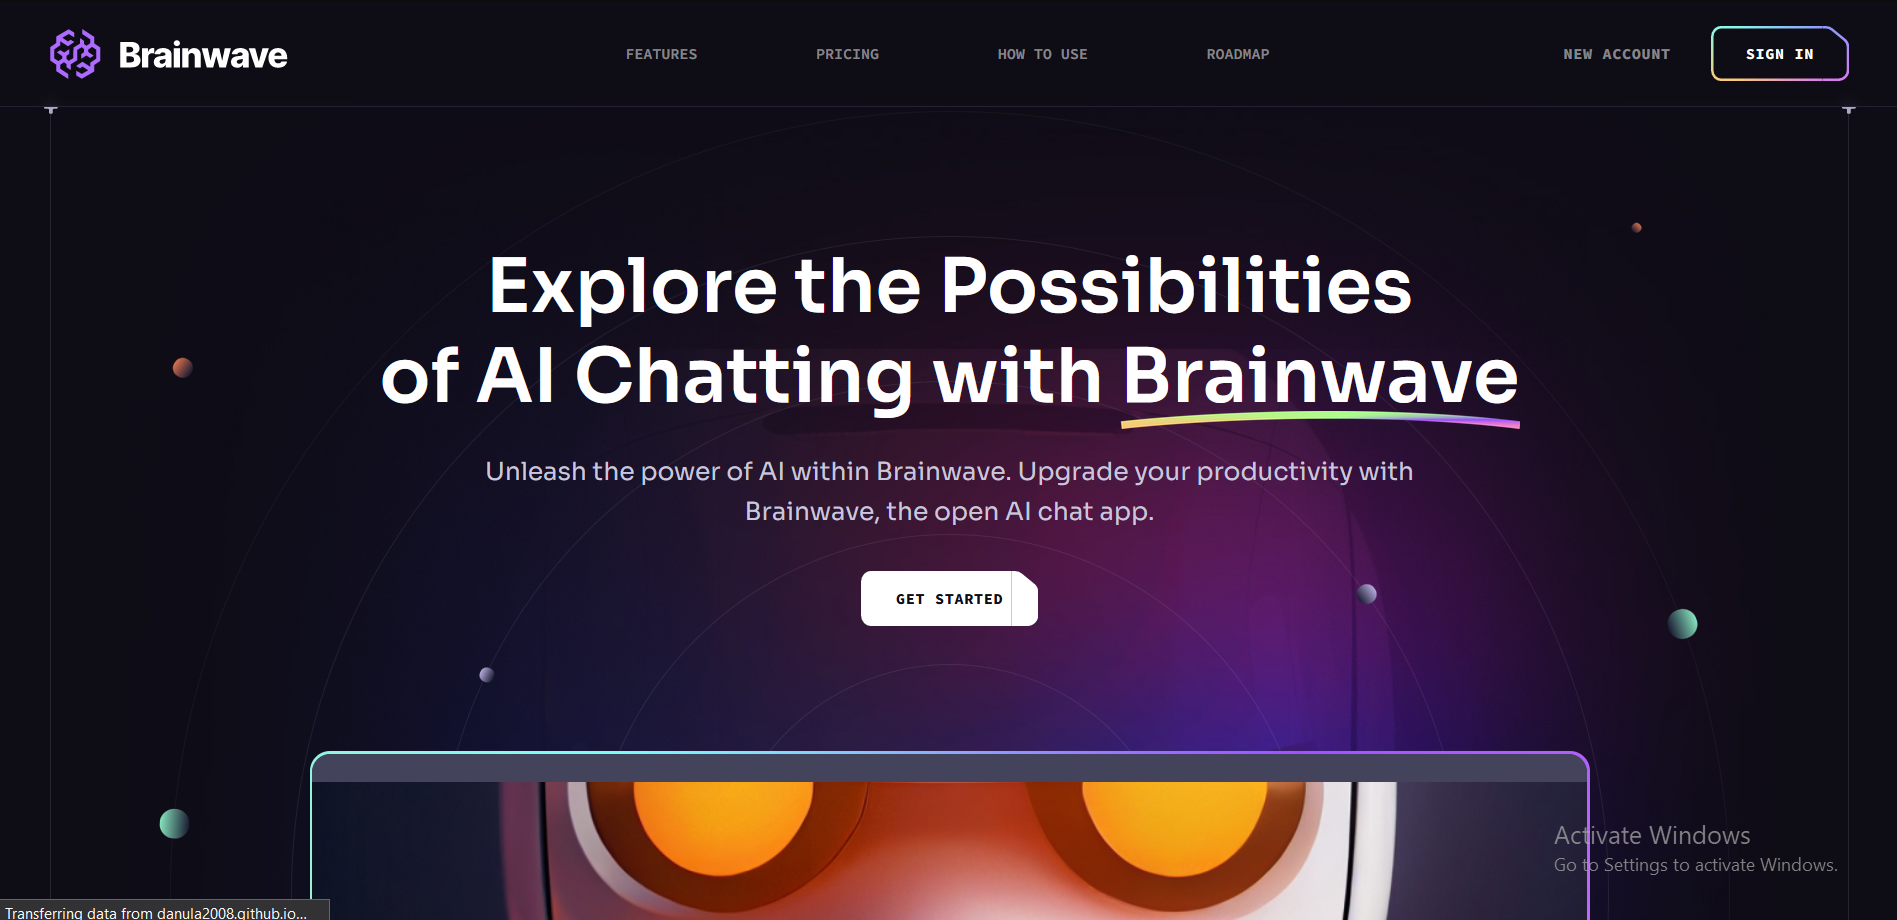 Brainwave
FEATURES
PRICING
HOW TO USE
ROADMAP
NEW ACCOUNT
SIGN IN
Explore the Possibilities
of AI Chatting with Brainwave
Unleash the power of AI within Brainwave. Upgrade your productivity with
Brainwave, the open AI chat app.
GET STARTED
Activate Windows
Go to Settings to activate Windows.
Transferring data from danula2008.github.io...